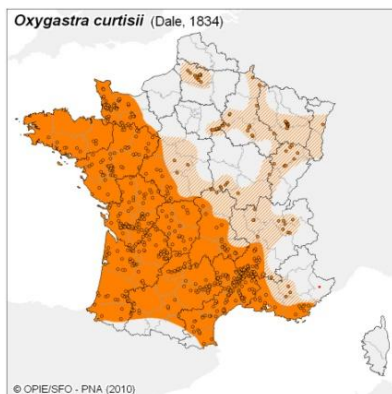 Oxygastra curtisii (Dale, 1834)
© OPIE/SFO - PNA (2010)